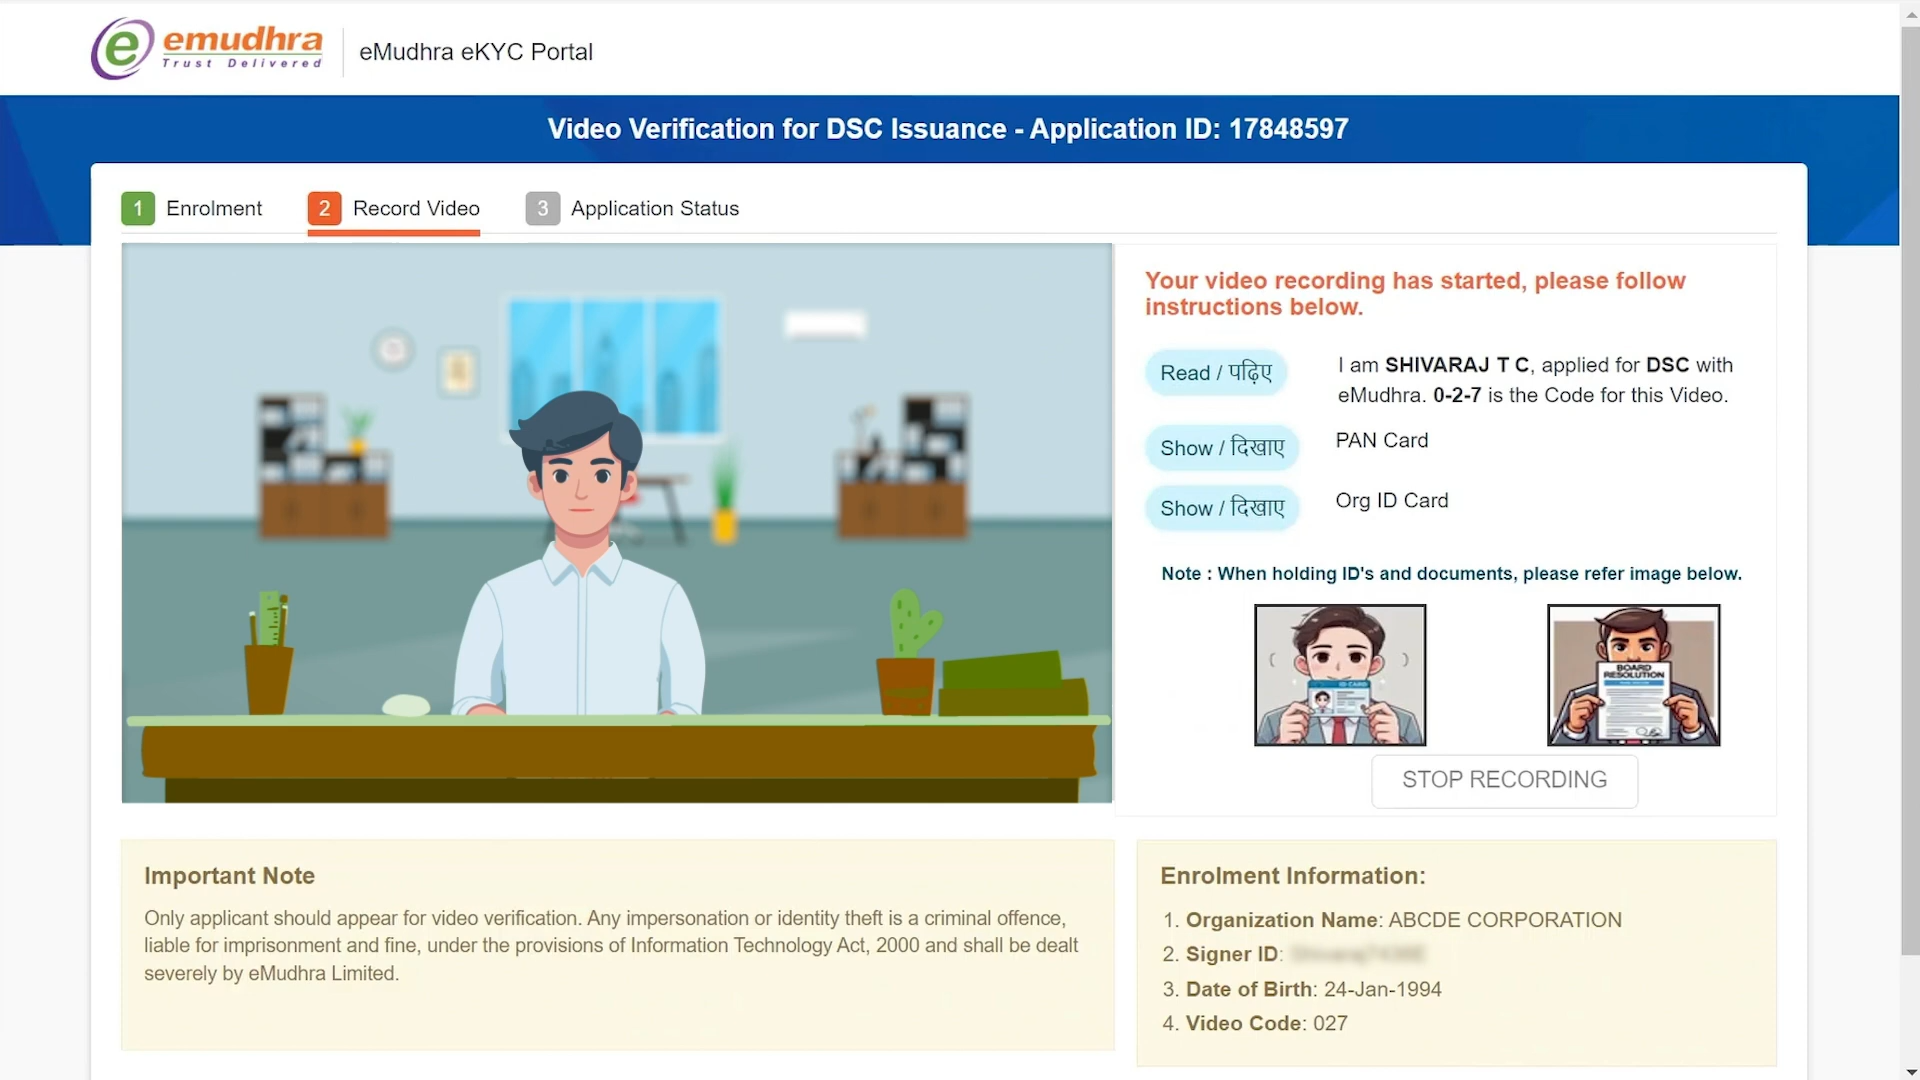 emudhra
Trust Delivered
eMudhra eKYC Portal
Video Verification for DSC Issuance - Application ID: 17848597
1 Enrolment
2 Record Video
3 Application Status
Your video recording has started, please follow
instructions below.
Read / पढ़िए
I am SHIVARAJ T C, applied for DSC with
eMudhra. 0-2-7 is the Code for this Video.
Show / दिखाए
PAN Card
Show / दिखाए
Org ID Card
Note : When holding ID's and documents, please refer image below.
ID CARD
BOARD
RESOLUTION
STOP RECORDING
Important Note
Only applicant should appear for video verification. Any impersonation or identity theft is a criminal offence,
liable for imprisonment and fine, under the provisions of Information Technology Act, 2000 and shall be dealt
severely by eMudhra Limited.
Enrolment Information:
1. Organization Name: ABCDE CORPORATION
2. Signer ID:
3. Date of Birth: 24-Jan-1994
4. Video Code: 027